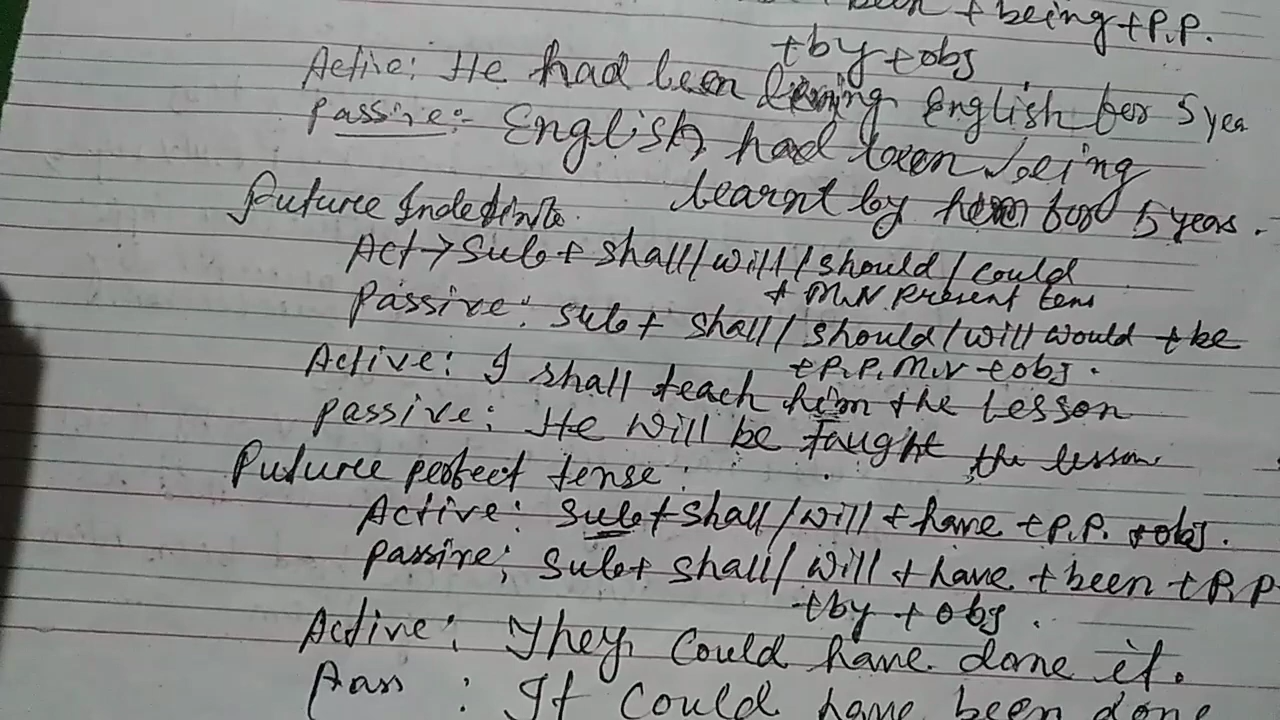 been + being + P.P.
+ by + obj
Active: He had been English for 5 yea
Passive:- English had been being
learnt by him for 5 years.
Future Indefinite.
Act → Sub + shall/will/should/could
+ M.V present tens
Passive: Sub + shall/should/will would + be
+ P.P. M.V + obj.
Active: I shall teach him the lesson
Passive: He will be taught the lesson
Future perfect tense:
Active: Sub + shall/will + have + P.P. + obj.
Passive: Sub + shall/will + have + been + P.P
+ by + obj.
Active: They could have done it.
Pass : It could have been done